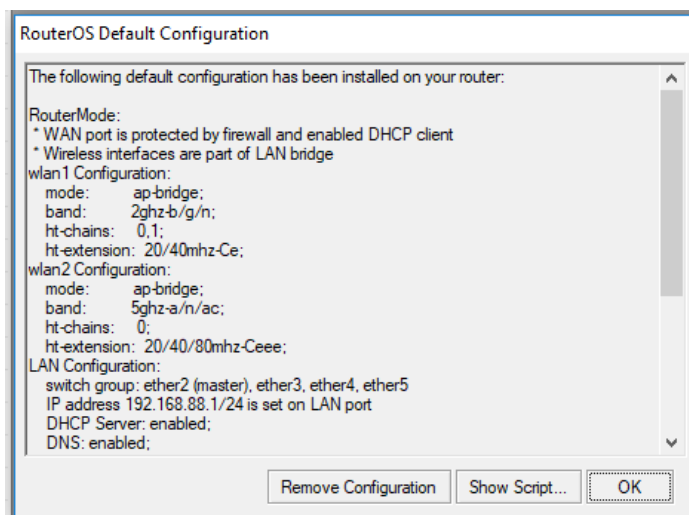 RouterOS Default Configuration
The following default configuration has been installed on your router:
RouterMode:
* WAN port is protected by firewall and enabled DHCP client
* Wireless interfaces are part of LAN bridge
wlan1 Configuration:
mode: ap-bridge;
band: 2ghz-b/g/n;
ht-chains: 0,1;
ht-extension: 20/40mhz-Ce;
wlan2 Configuration:
mode: ap-bridge;
band: 5ghz-a/n/ac;
ht-chains: 0;
ht-extension: 20/40/80mhz-Ceee;
LAN Configuration:
switch group: ether2 (master), ether3, ether4, ether5
IP address 192.168.88.1/24 is set on LAN port
DHCP Server: enabled;
DNS: enabled;
Remove Configuration Show Script... OK